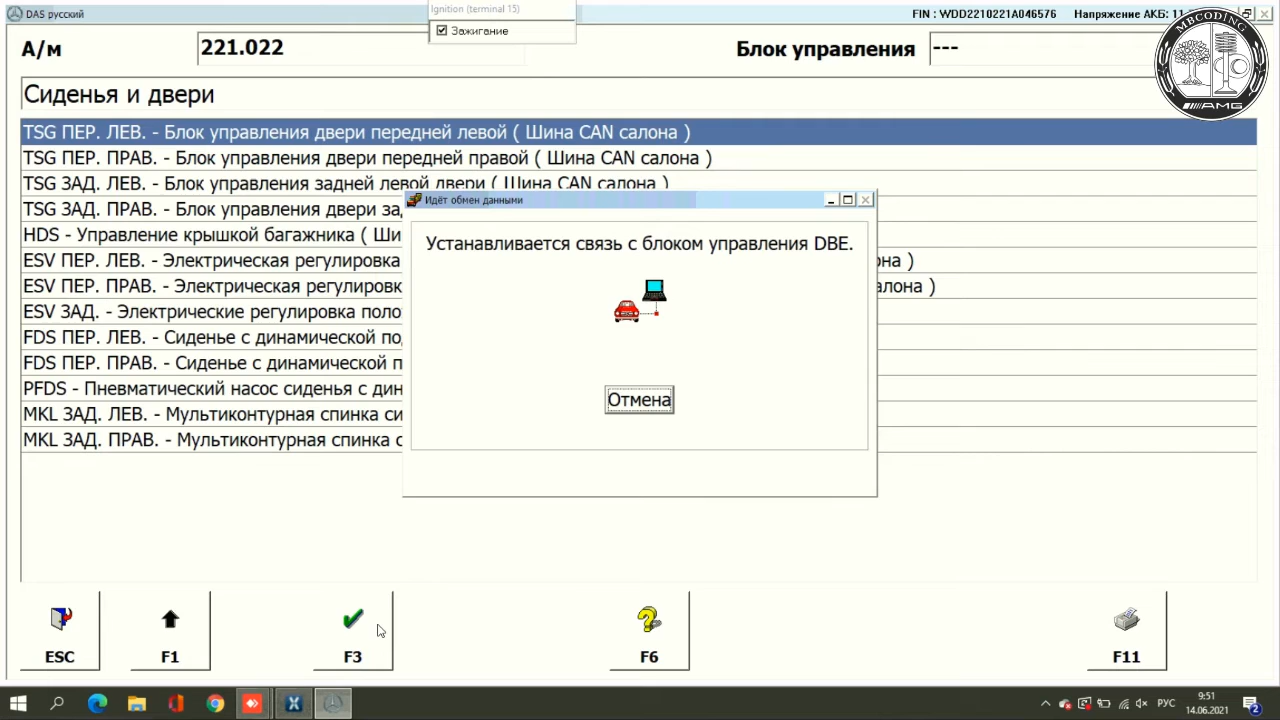 DAS русский
Ignition (terminal 15)
Зажигание
FIN : WDD2210221A046576
Напряжение АКБ: 11
MBCODING
AMG
А/м
221.022
Блок управления
---
Сиденья и двери
TSG ПЕР. ЛЕВ. - Блок управления двери передней левой ( Шина CAN салона )
TSG ПЕР. ПРАВ. - Блок управления двери передней правой ( Шина CAN салона )
TSG ЗАД. ЛЕВ. - Блок управления задней левой двери ( Шина CAN салона )
TSG ЗАД. ПРАВ. - Блок управления двери за
HDS - Управление крышкой багажника ( Ши
ESV ПЕР. ЛЕВ. - Электрическая регулировка
она )
ESV ПЕР. ПРАВ. - Электрическая регулировк
алона )
ESV ЗАД. - Электрические регулировка поло
FDS ПЕР. ЛЕВ. - Сиденье с динамической по
FDS ПЕР. ПРАВ. - Сиденье с динамической п
PFDS - Пневматический насос сиденья с дин
MKL ЗАД. ЛЕВ. - Мультиконтурная спинка си
MKL ЗАД. ПРАВ. - Мультиконтурная спинка с
Идёт обмен данными
Устанавливается связь с блоком управления DBE.
Отмена
ESC
F1
F3
F6
F11
РУС
9:51
14.06.2021
2